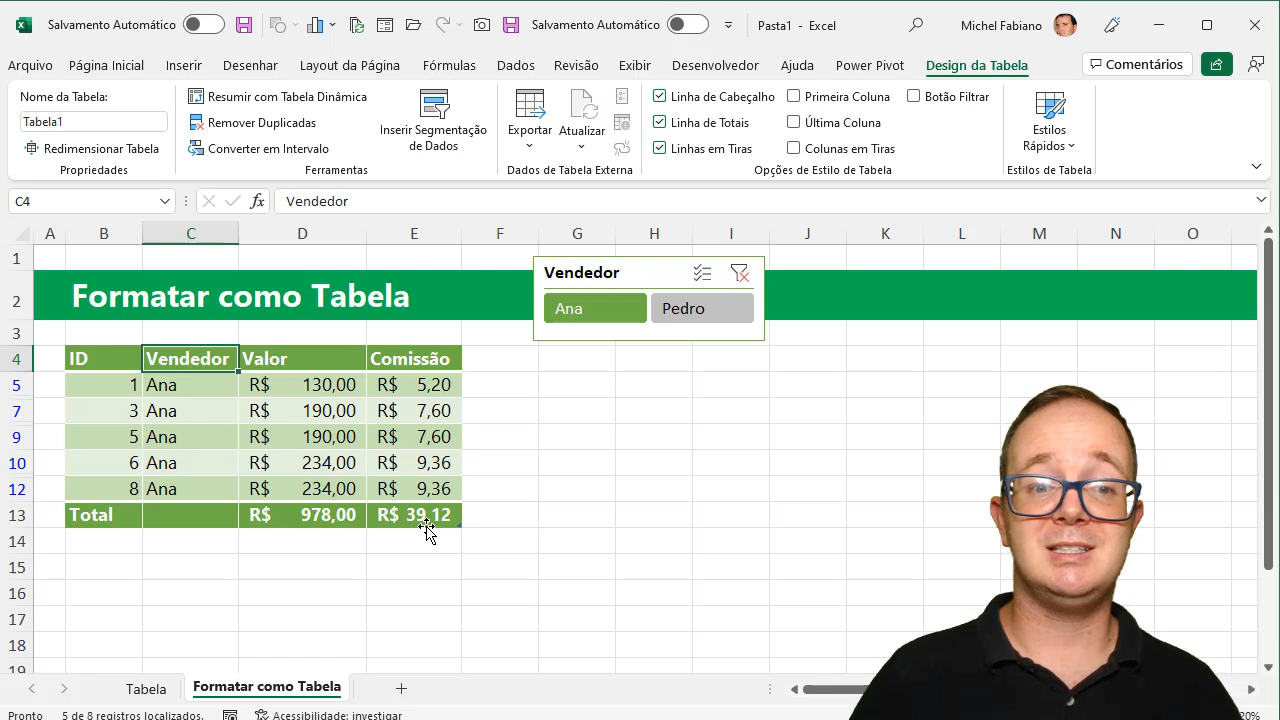 Salvamento Automático
Salvamento Automático
Pasta1 - Excel
Michel Fabiano
Arquivo Página Inicial Inserir Desenhar Layout da Página Fórmulas Dados Revisão Exibir Desenvolvedor Ajuda Power Pivot Design da Tabela Comentários
Nome da Tabela:
Tabela1
Redimensionar Tabela
Propriedades
Resumir com Tabela Dinâmica
Remover Duplicadas
Converter em Intervalo
Inserir Segmentação
de Dados
Ferramentas
Exportar
Atualizar
Dados de Tabela Externa
Linha de Cabeçalho
Primeira Coluna
Botão Filtrar
Linha de Totais
Última Coluna
Linhas em Tiras
Colunas em Tiras
Opções de Estilo de Tabela
Estilos
Rápidos
Estilos de Tabela
C4
fx
Vendedor
A B C D E F G H I J K L M N O
1
2 Formatar como Tabela
3
Vendedor
Ana Pedro
4 ID Vendedor Valor Comissão
5 1 Ana R$ 130,00 R$ 5,20
7 3 Ana R$ 190,00 R$ 7,60
9 5 Ana R$ 190,00 R$ 7,60
10 6 Ana R$ 234,00 R$ 9,36
12 8 Ana R$ 234,00 R$ 9,36
13 Total R$ 978,00 R$ 39,12
14
15
16
17
18
19
Tabela Formatar como Tabela
Pronto 5 de 8 registros localizados. Acessibilidade: investigar